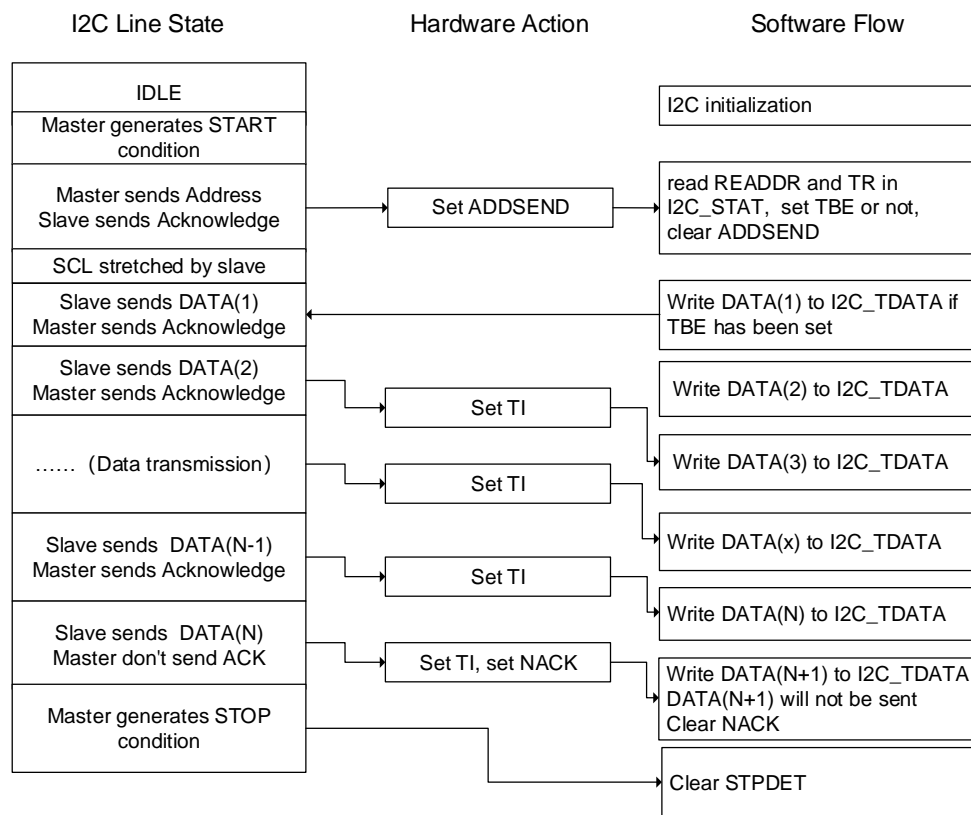 I2C Line State
Hardware Action
Software Flow
IDLE
I2C initialization
Master generates START
condition
Master sends Address
Slave sends Acknowledge
Set ADDSEND
read READDR and TR in
I2C_STAT, set TBE or not,
clear ADDSEND
SCL stretched by slave
Slave sends DATA(1)
Master sends Acknowledge
Write DATA(1) to I2C_TDATA if
TBE has been set
Slave sends DATA(2)
Master sends Acknowledge
Set TI
Write DATA(2) to I2C_TDATA
Write DATA(3) to I2C_TDATA
…… (Data transmission)
Set TI
Write DATA(x) to I2C_TDATA
Slave sends DATA(N-1)
Master sends Acknowledge
Set TI
Write DATA(N) to I2C_TDATA
Slave sends DATA(N)
Master don't send ACK
Set TI, set NACK
Write DATA(N+1) to I2C_TDATA
DATA(N+1) will not be sent
Clear NACK
Master generates STOP
condition
Clear STPDET